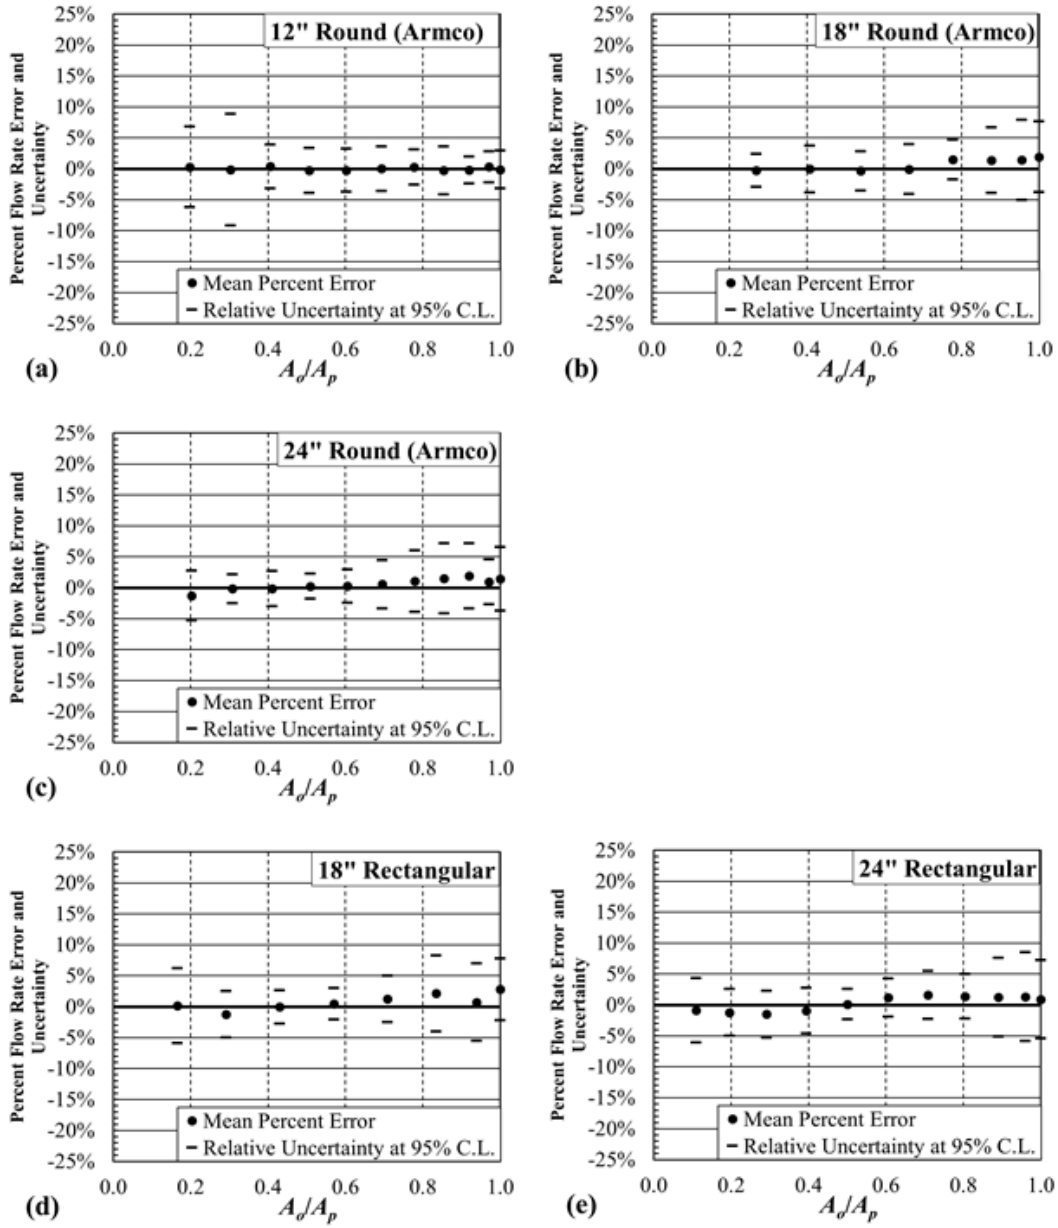 12" Round (Armco)
Percent Flow Rate Error and
Uncertainty
25%
20%
15%
10%
5%
0%
-5%
-10%
-15%
-20%
-25%
Mean Percent Error
Relative Uncertainty at 95% C.L.
0.0 0.2 0.4 0.6 0.8 1.0
(a) Ao/Ap
18" Round (Armco)
Percent Flow Rate Error and
Uncertainty
25%
20%
15%
10%
5%
0%
-5%
-10%
-15%
-20%
-25%
Mean Percent Error
Relative Uncertainty at 95% C.L.
0.0 0.2 0.4 0.6 0.8 1.0
(b) Ao/Ap
24" Round (Armco)
Percent Flow Rate Error and
Uncertainty
25%
20%
15%
10%
5%
0%
-5%
-10%
-15%
-20%
-25%
Mean Percent Error
Relative Uncertainty at 95% C.L.
0.0 0.2 0.4 0.6 0.8 1.0
(c) Ao/Ap
18" Rectangular
Percent Flow Rate Error and
Uncertainty
25%
20%
15%
10%
5%
0%
-5%
-10%
-15%
-20%
-25%
Mean Percent Error
Relative Uncertainty at 95% C.L.
0.0 0.2 0.4 0.6 0.8 1.0
(d) Ao/Ap
24" Rectangular
Percent Flow Rate Error and
Uncertainty
25%
20%
15%
10%
5%
0%
-5%
-10%
-15%
-20%
-25%
Mean Percent Error
Relative Uncertainty at 95% C.L.
0.0 0.2 0.4 0.6 0.8 1.0
(e) Ao/Ap